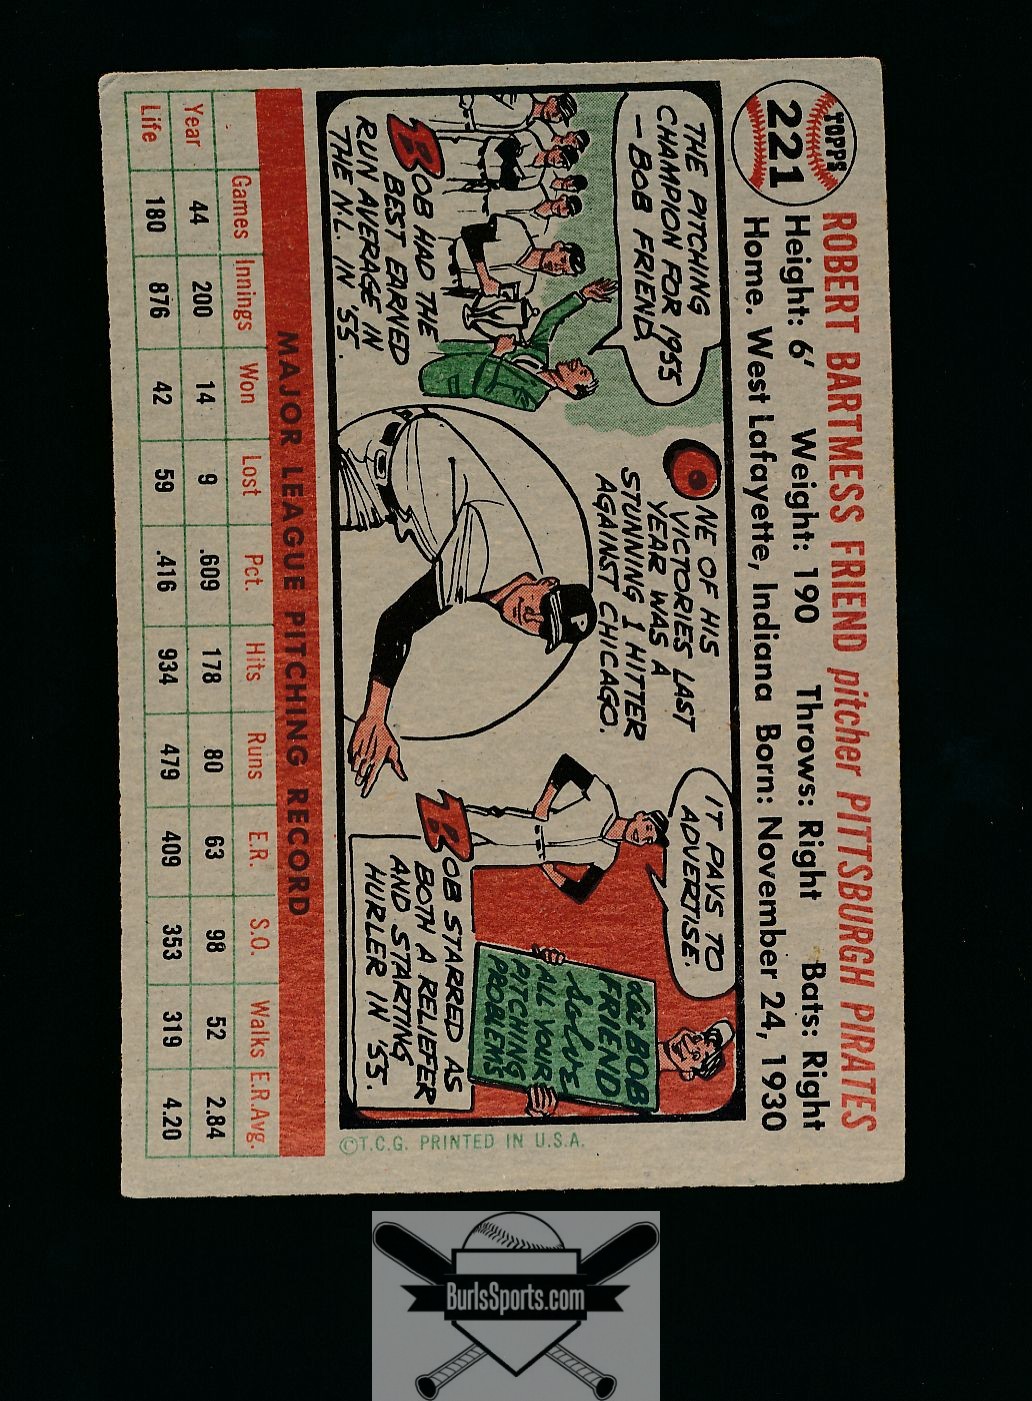 TOPPS
221
ROBERT BARTMESS FRIEND pitcher PITTSBURGH PIRATES
Height: 6' Weight: 190 Throws: Right Bats: Right
Home. West Lafayette, Indiana Born: November 24, 1930
THE PITCHING
CHAMPION FOR 1955
—BOB FRIEND.
BOB HAD THE
BEST EARNED
RUN AVERAGE IN
THE N.L. IN '55.
ONE OF HIS
VICTORIES LAST
YEAR WAS A
STUNNING 1 HITTER
AGAINST CHICAGO.
P
IT PAYS TO
ADVERTISE.
LET BOB
FRIEND
solve
ALL YOUR
PITCHING
PROBLEMS
BOB STARRED AS
BOTH A RELIEFER
AND STARTING
HURLER IN '55.
©T.C.G. PRINTED IN U.S.A.
MAJOR LEAGUE PITCHING RECORD
Games Innings Won Lost Pct. Hits Runs E.R. S.O. Walks E.R.Avg.
Year 44 200 14 9 .609 178 80 63 98 52 2.84
Life 180 876 42 59 .416 934 479 409 353 319 4.20
BurlsSports.com